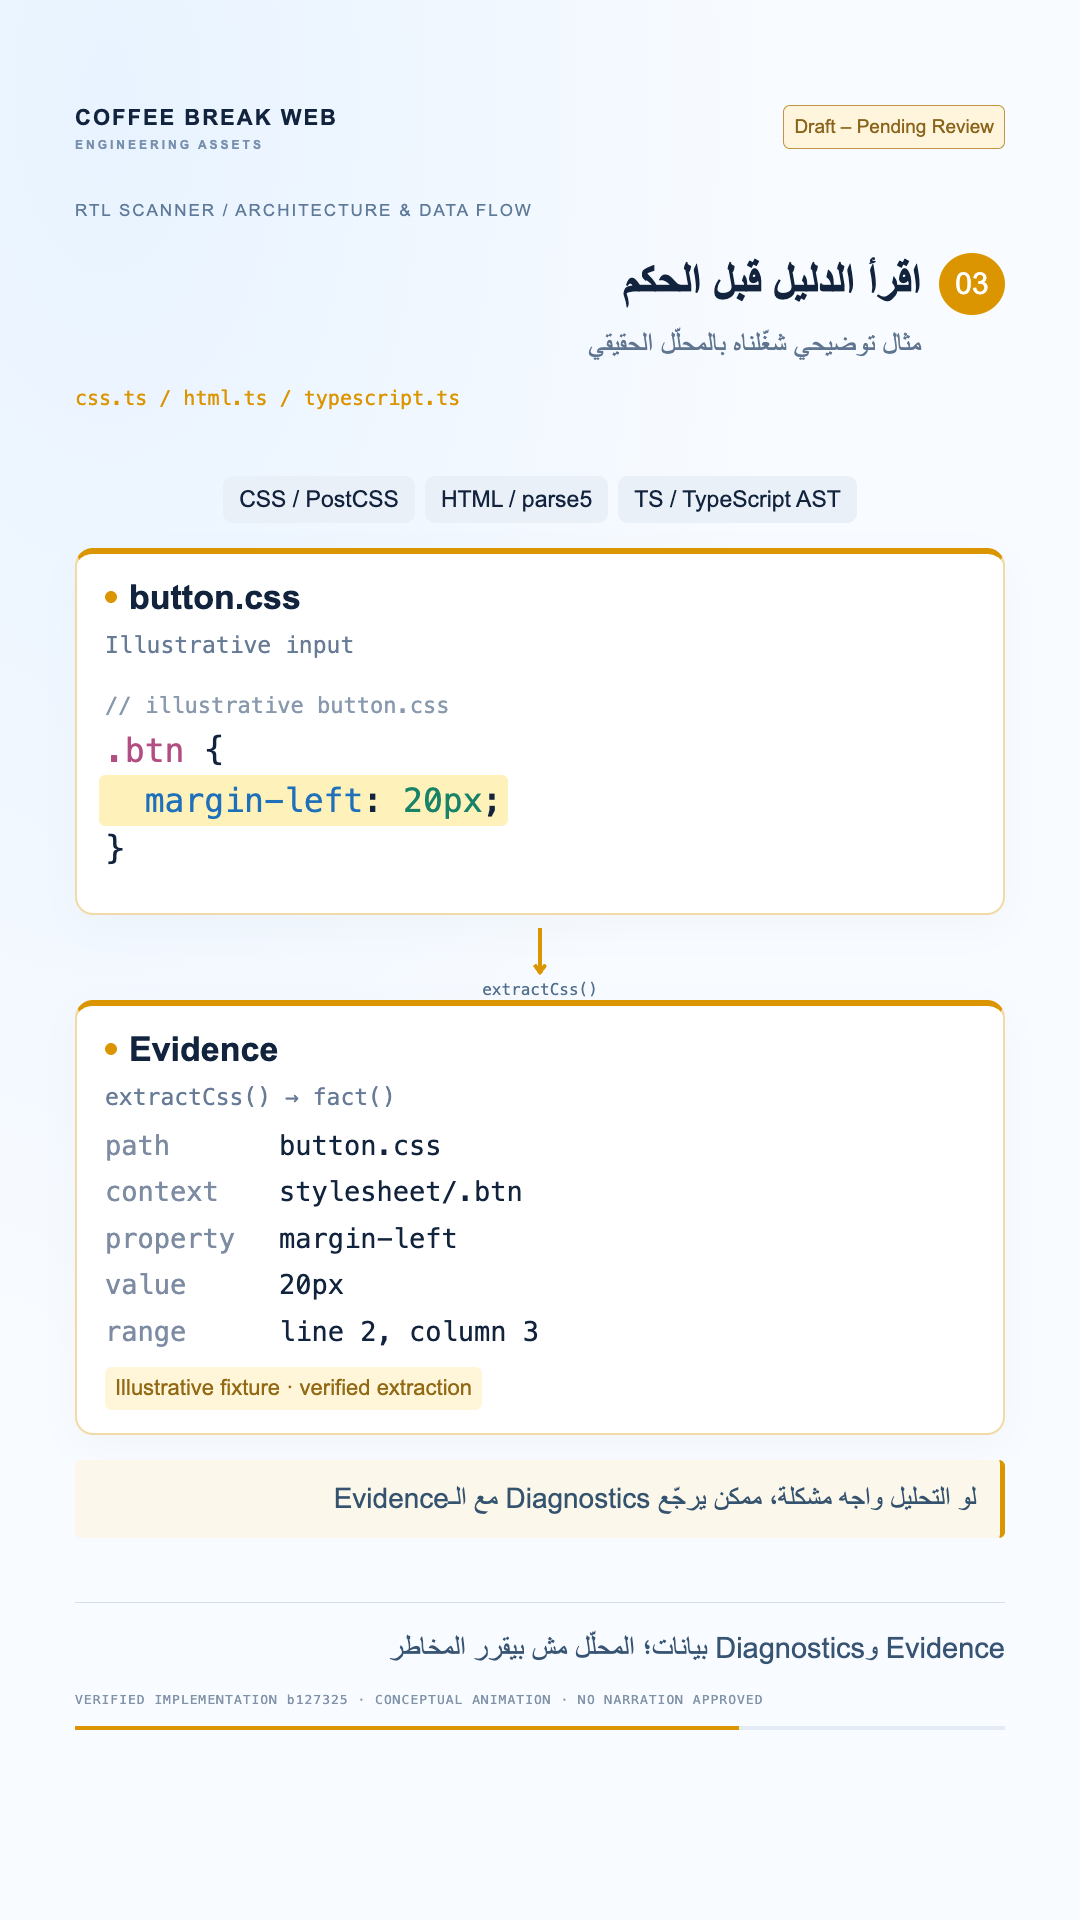 COFFEE BREAK WEB
ENGINEERING ASSETS
Draft – Pending Review
RTL SCANNER / ARCHITECTURE & DATA FLOW
03 اقرأ الدليل قبل الحكم
مثال توضيحي شغّلناه بالمحلّل الحقيقي
css.ts / html.ts / typescript.ts
CSS / PostCSS HTML / parse5 TS / TypeScript AST
button.css
Illustrative input
// illustrative button.css
.btn {
  margin-left: 20px;
}
extractCss()
Evidence
extractCss() → fact()
path button.css
context stylesheet/.btn
property margin-left
value 20px
range line 2, column 3
Illustrative fixture · verified extraction
لو التحليل واجه مشكلة، ممكن يرجّع Diagnostics مع الـEvidence
Evidence وDiagnostics بيانات؛ المحلّل مش بيقرر المخاطر
VERIFIED IMPLEMENTATION b127325 · CONCEPTUAL ANIMATION · NO NARRATION APPROVED